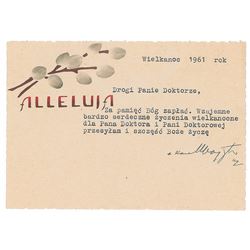 Wielkanoc 1961 rok
Drogi Panie Doktorze,
ALLELUJA
Za pamięć Bóg zapłać. Wzajemne
bardzo serdeczne życzenia wielkanocne
dla Pana Doktora i Pani Doktorowej
przesyłam i szczęść Boże życzę